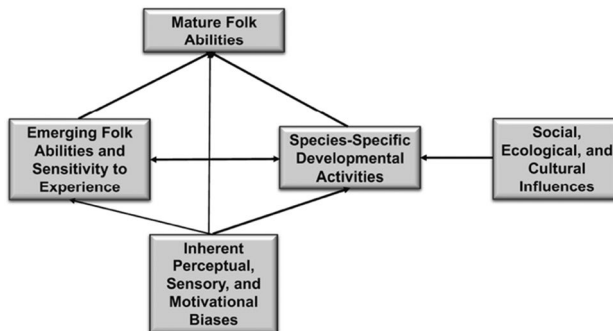 Mature Folk
Abilities
Emerging Folk
Abilities and
Sensitivity to
Experience
Species-Specific
Developmental
Activities
Social,
Ecological, and
Cultural
Influences
Inherent
Perceptual,
Sensory, and
Motivational
Biases